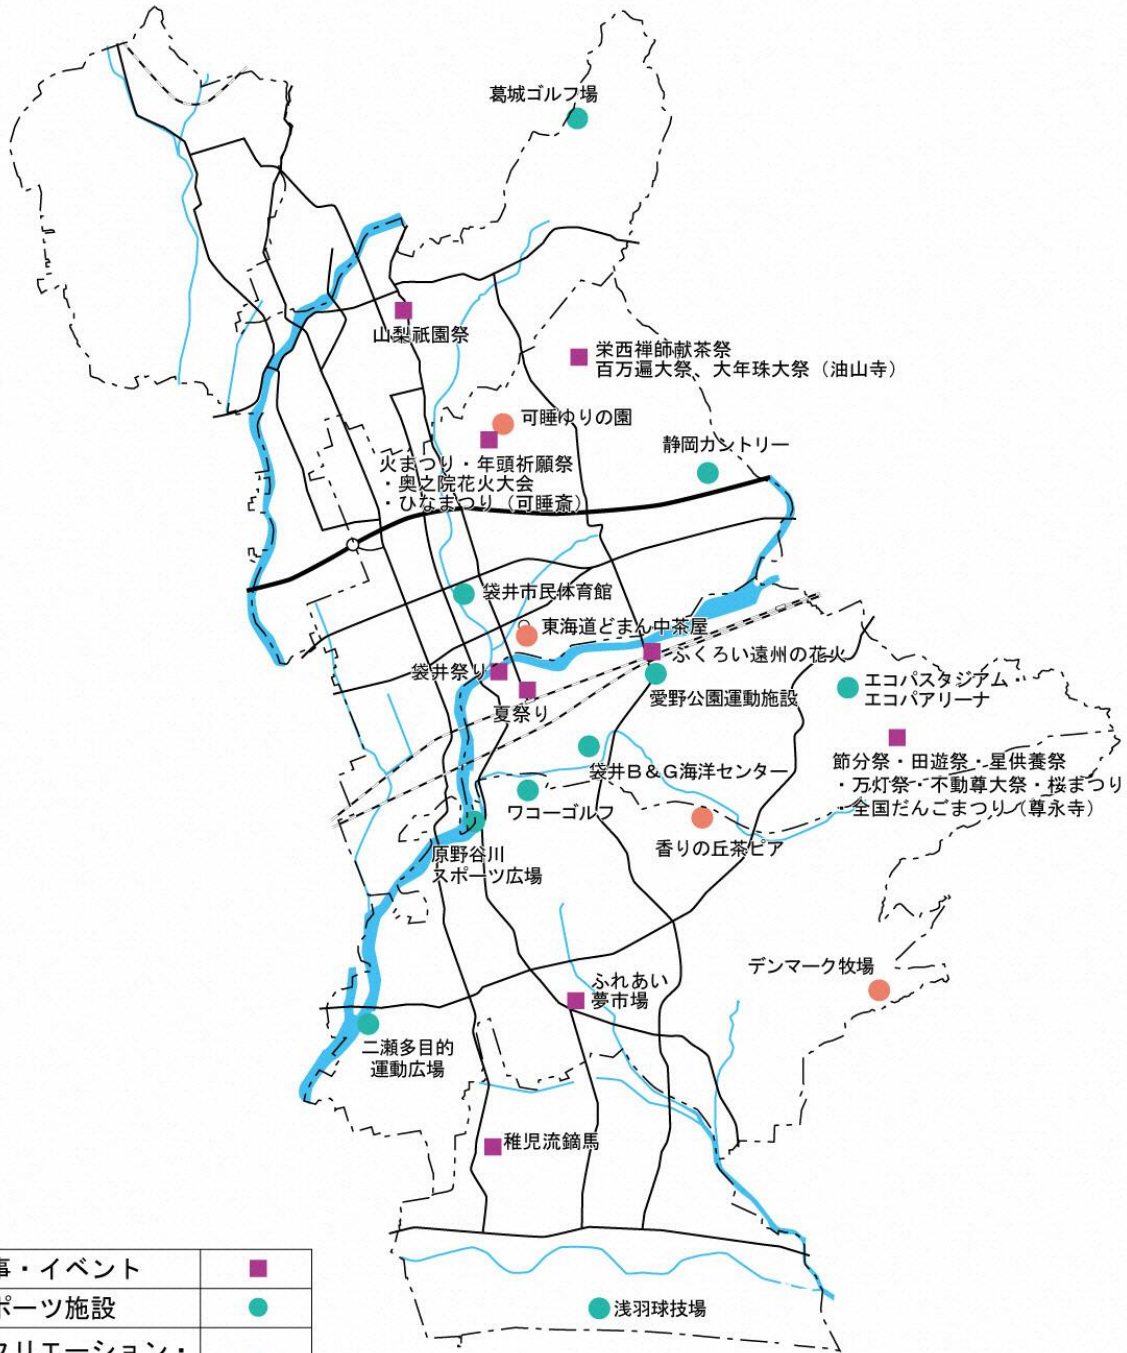 葛城ゴルフ場
山梨祇園祭
栄西禅師献茶祭
百万遍大祭、大年珠大祭（油山寺）
可睡ゆりの園
静岡カントリー
火まつり・年頭祈願祭
・奥之院花火大会
・ひなまつり（可睡斎）
袋井市民体育館
東海道どまん中茶屋
袋井祭り
ふくろい遠州の花火
夏祭り
愛野公園運動施設
エコパスタジアム・
エコパアリーナ
節分祭・田遊祭・星供養祭
・万灯祭・不動尊大祭・桜まつり
・全国だんごまつり（尊永寺）
袋井Ｂ＆Ｇ海洋センター
ワコーゴルフ
香りの丘茶ピア
原野谷川
スポーツ広場
デンマーク牧場
ふれあい
夢市場
二瀬多目的
運動広場
稚児流鏑馬
浅羽球技場
事・イベント
ポーツ施設
クリエーション・